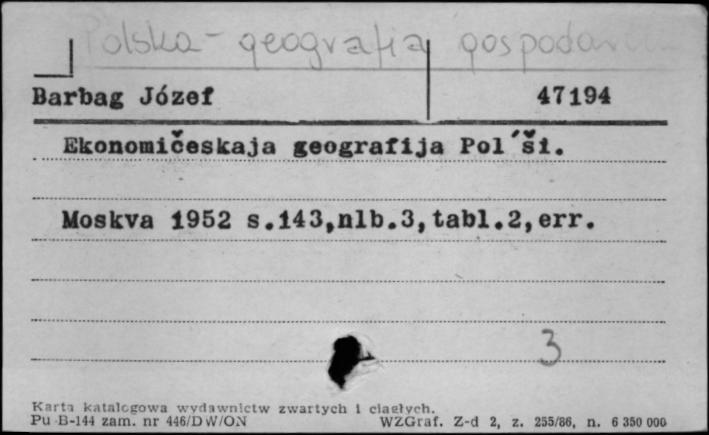 Polska - geografia gospodar
Barbag Józef 47194
Ekonomičeskaja geografija Pol´ši.
Moskva 1952 s.143,nlb.3,tabl.2,err.
3
Karta katalogowa wydawnictw zwartych i ciągłych.
Pu B-144 zam. nr 446/DW/ON WZGraf. Z-d 2, z. 255/86, n. 6 350 000